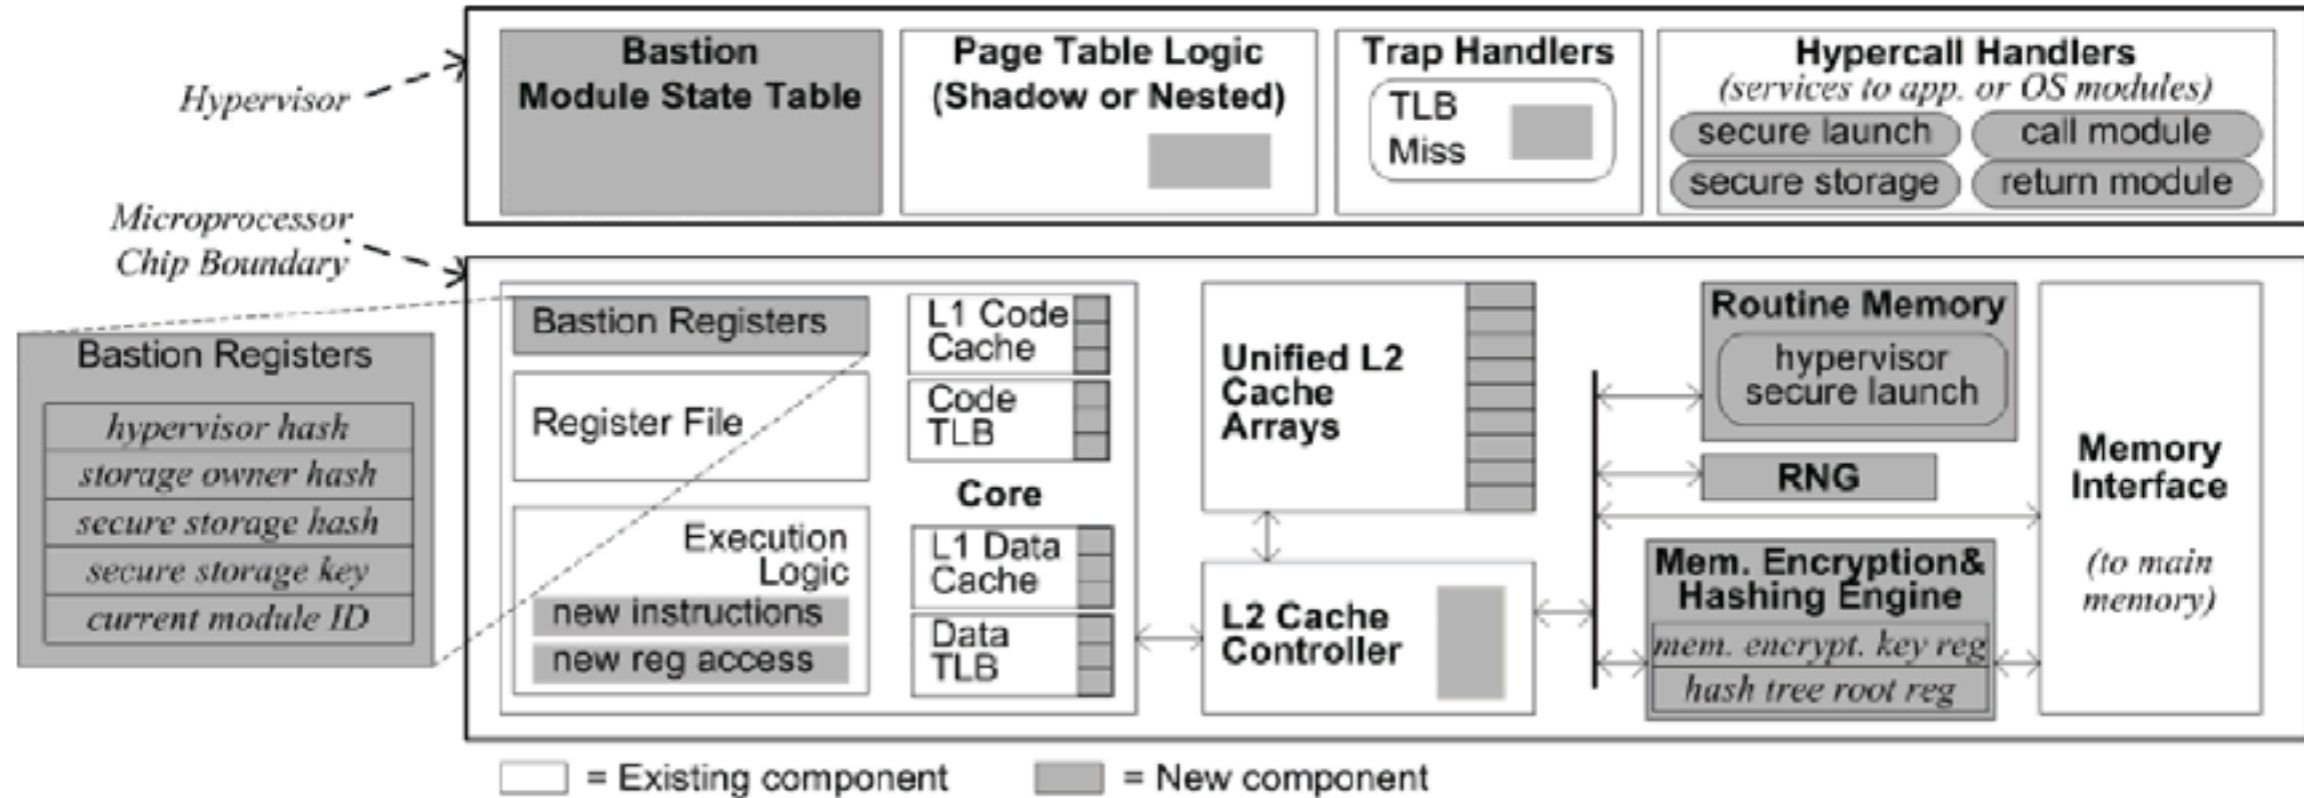 Hypervisor
Bastion
Module State Table
Page Table Logic
(Shadow or Nested)
Trap Handlers
TLB
Miss
Hypercall Handlers
(services to app. or OS modules)
secure launch
call module
secure storage
return module
Microprocessor
Chip Boundary
Bastion Registers
hypervisor hash
storage owner hash
secure storage hash
secure storage key
current module ID
Bastion Registers
Register File
Execution
Logic
new instructions
new reg access
L1 Code
Cache
Code
TLB
Core
L1 Data
Cache
Data
TLB
Unified L2
Cache
Arrays
L2 Cache
Controller
Routine Memory
hypervisor
secure launch
RNG
Mem. Encryption&
Hashing Engine
mem. encrypt. key reg
hash tree root reg
Memory
Interface
(to main
memory)
= Existing component
= New component